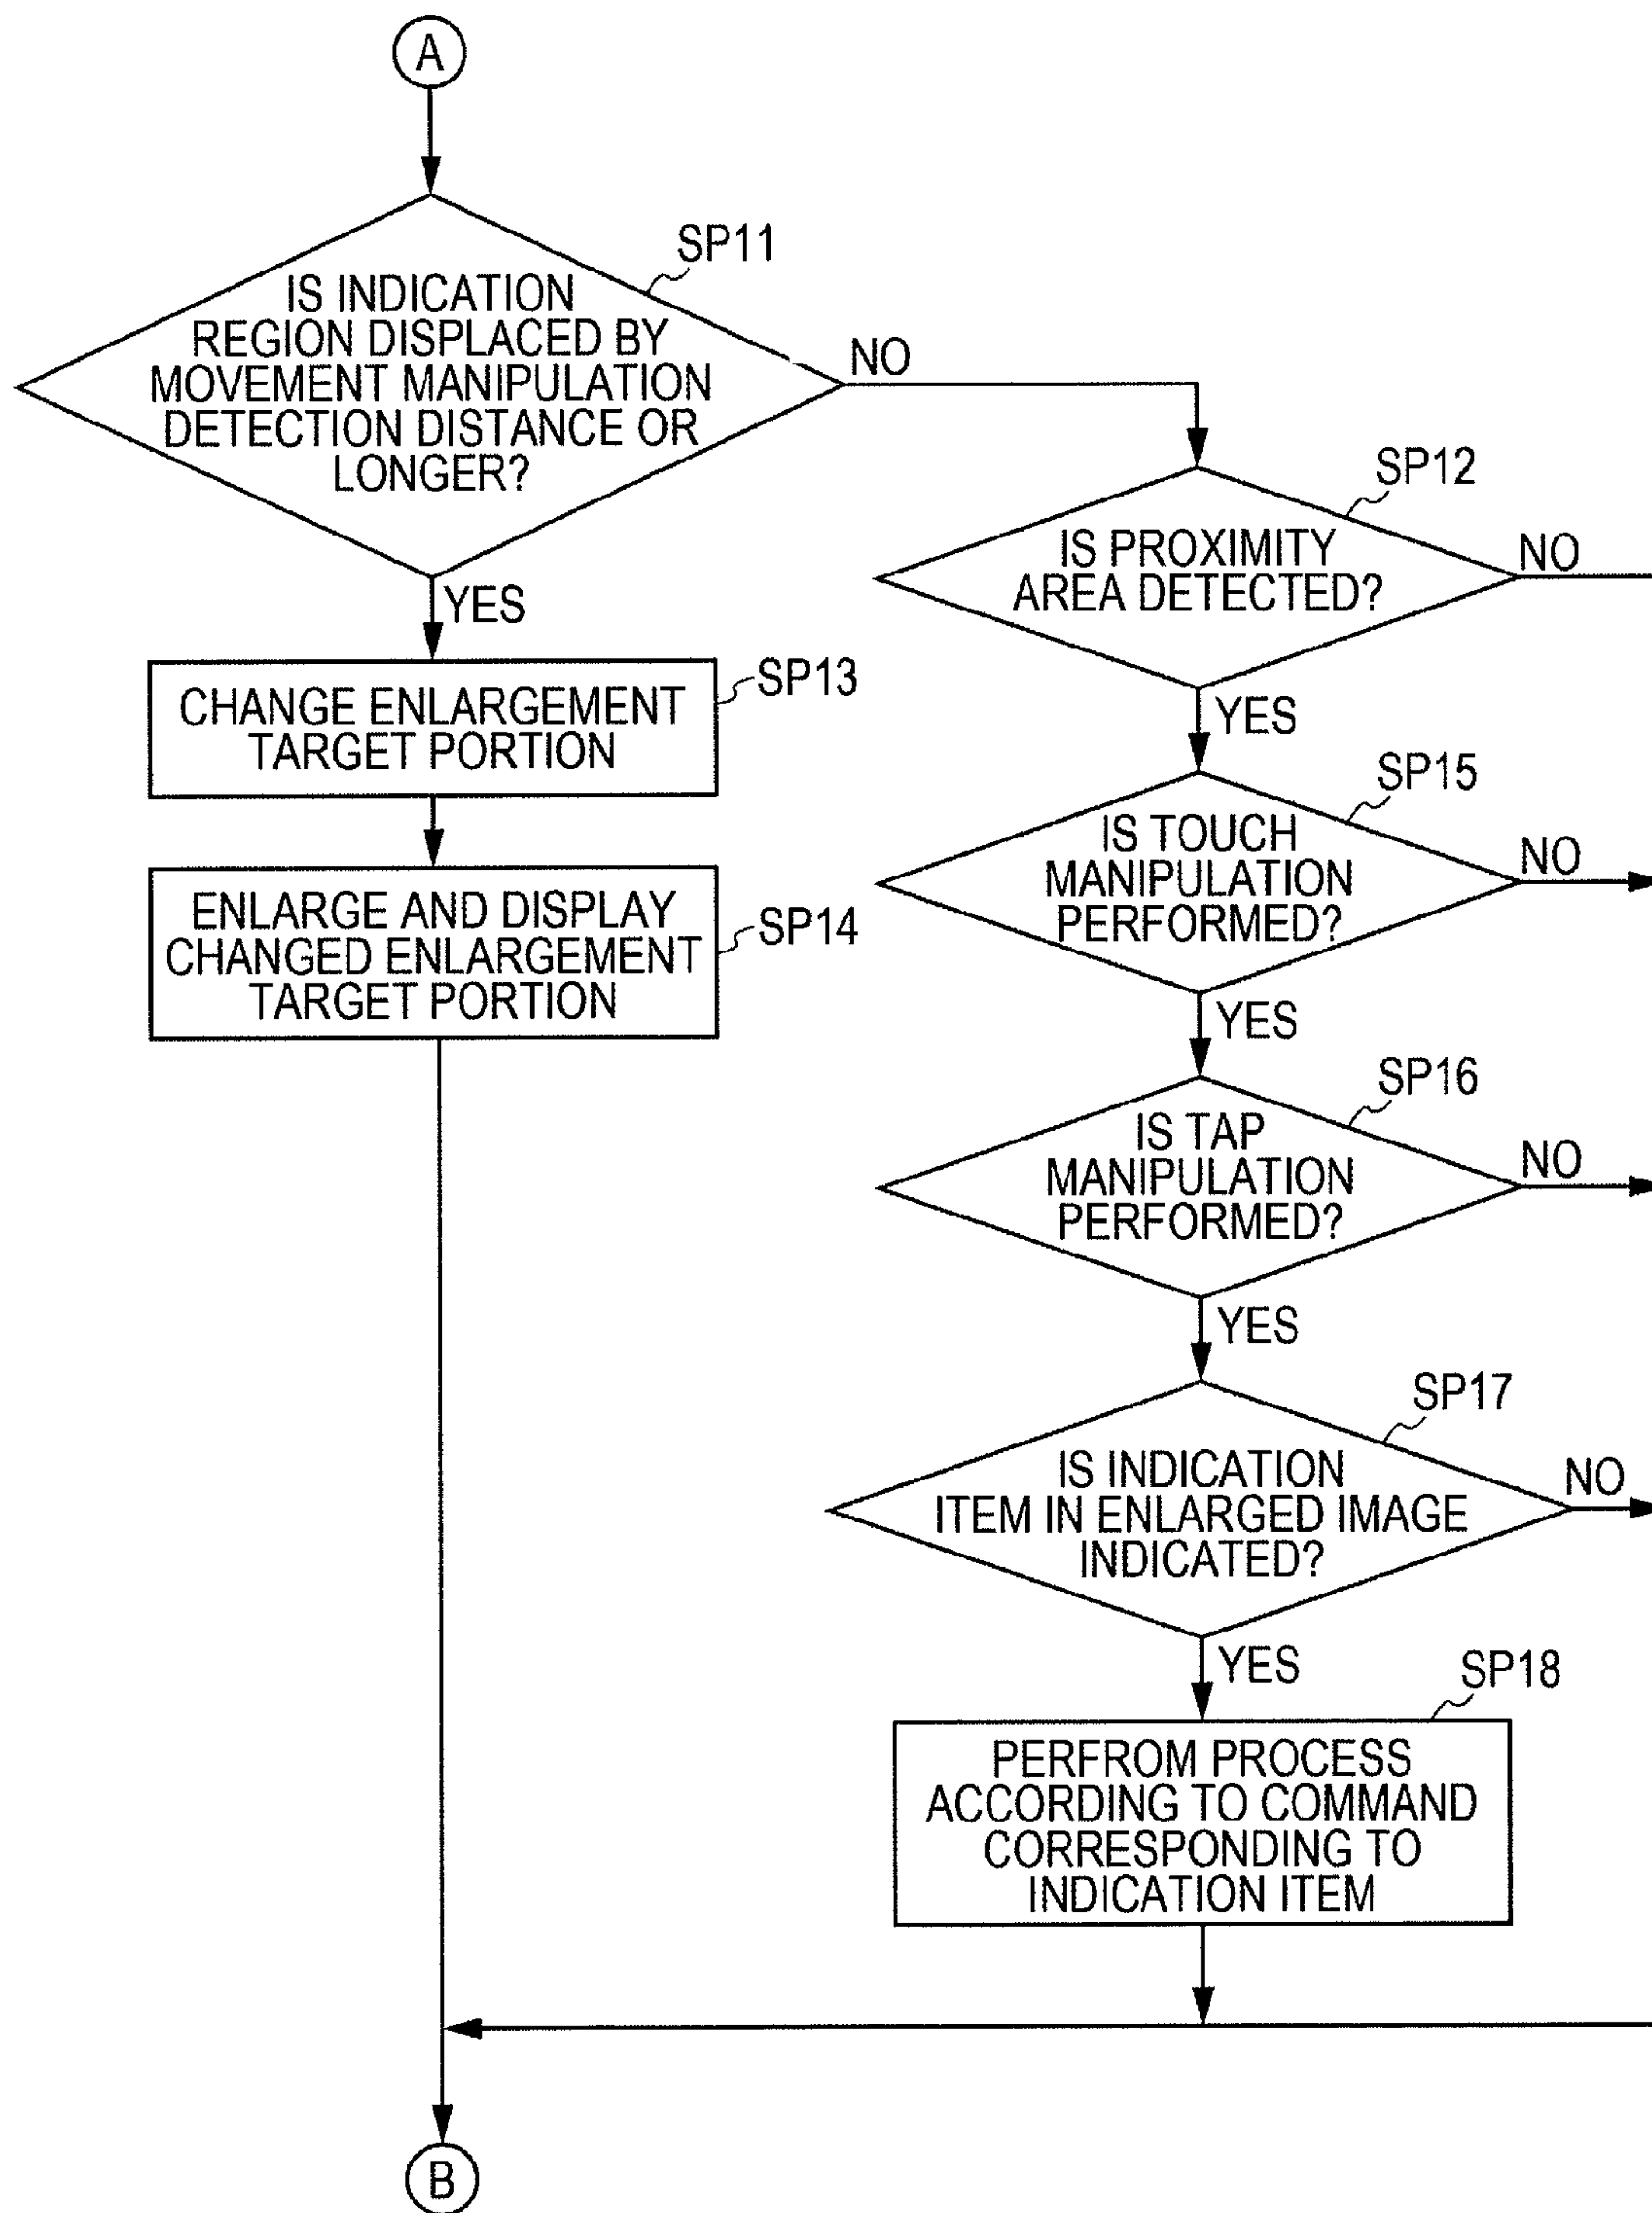 A
SP11
IS INDICATION
REGION DISPLACED BY
MOVEMENT MANIPULATION
DETECTION DISTANCE OR
LONGER?
NO
YES
SP12
IS PROXIMITY
AREA DETECTED?
NO
YES
SP13
CHANGE ENLARGEMENT
TARGET PORTION
SP14
ENLARGE AND DISPLAY
CHANGED ENLARGEMENT
TARGET PORTION
SP15
IS TOUCH
MANIPULATION
PERFORMED?
NO
YES
SP16
IS TAP
MANIPULATION
PERFORMED?
NO
YES
SP17
IS INDICATION
ITEM IN ENLARGED IMAGE
INDICATED?
NO
YES
SP18
PERFROM PROCESS
ACCORDING TO COMMAND
CORRESPONDING TO
INDICATION ITEM
B